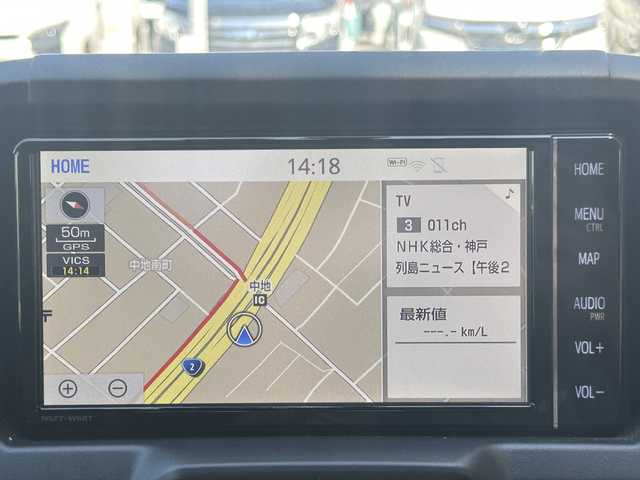 HOME
14:18
Wi-Fi
50m
GPS
VICS
14:14
中地南町
中地
IC
2
TV
3 011ch
NHK総合・神戸
列島ニュース【午後2
最新値
---.- km/L
HOME
MENU
CTRL
MAP
AUDIO
PWR
VOL+
VOL−